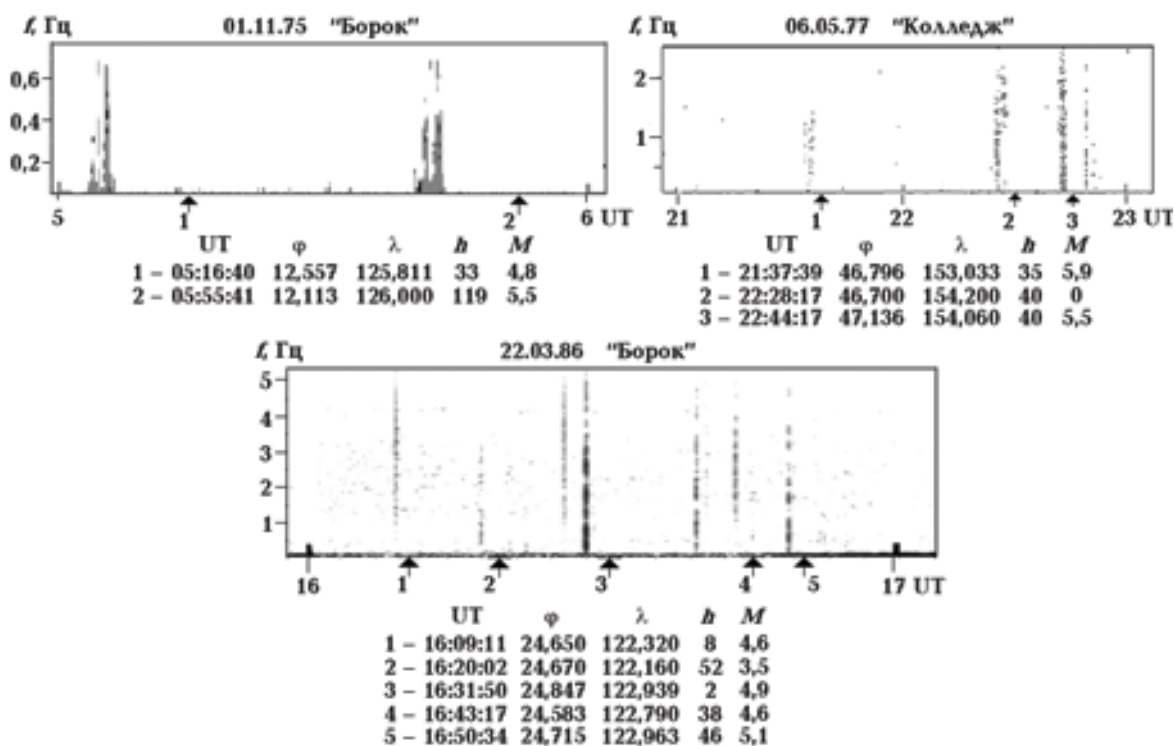 f, Гц 01.11.75 "Борок"
0,6
0,4
0,2
5 1 2 6 UT
UT φ λ h M
1 – 05:16:40 12,557 125,811 33 4,8
2 – 05:55:41 12,113 126,000 119 5,5
f, Гц 06.05.77 "Колледж"
2
1
21 1 22 2 3 23 UT
UT φ λ h M
1 – 21:37:39 46,796 153,033 35 5,9
2 – 22:28:17 46,700 154,200 40 0
3 – 22:44:17 47,136 154,060 40 5,5
f, Гц 22.03.86 "Борок"
5
4
3
2
1
16 1 2 3 4 5 17 UT
UT φ λ h M
1 – 16:09:11 24,650 122,320 8 4,6
2 – 16:20:02 24,670 122,160 52 3,5
3 – 16:31:50 24,847 122,939 2 4,9
4 – 16:43:17 24,583 122,790 38 4,6
5 – 16:50:34 24,715 122,963 46 5,1